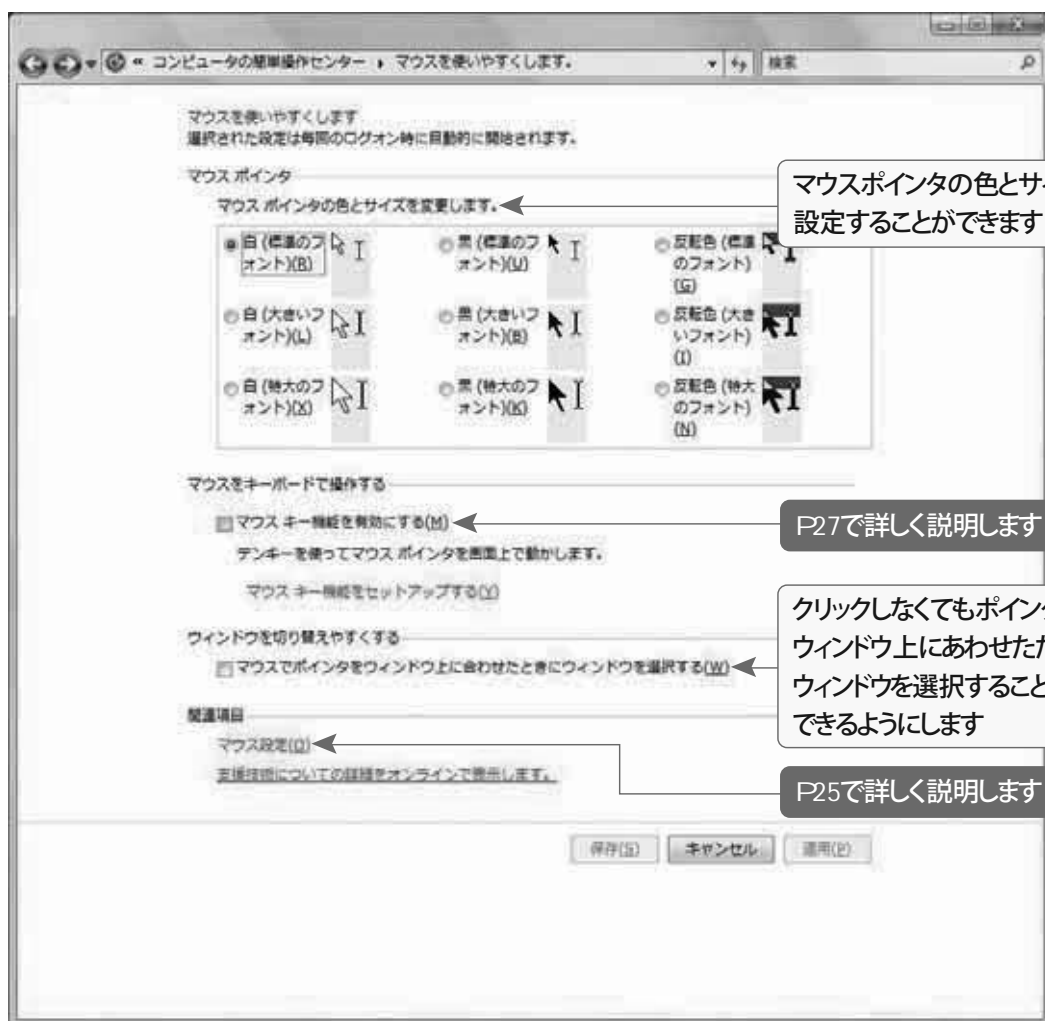 « コンピュータの簡単操作センター ▸ マウスを使いやすくします。
検索
マウスを使いやすくします
選択された設定は毎回のログオン時に自動的に開始されます。
マウス ポインタ
マウス ポインタの色とサイズを変更します。
マウスポインタの色とサイ
設定することができます
白 (標準のフォント)(R)
黒 (標準のフォント)(U)
反転色 (標準のフォント)(G)
白 (大きいフォント)(L)
黒 (大きいフォント)(B)
反転色 (大きいフォント)(I)
白 (特大のフォント)(X)
黒 (特大のフォント)(K)
反転色 (特大のフォント)(N)
マウスをキーボードで操作する
マウス キー機能を有効にする(M)
P27で詳しく説明します
テンキーを使ってマウス ポインタを画面上で動かします。
マウス キー機能をセットアップする(Y)
ウィンドウを切り替えやすくする
マウスでポインタをウィンドウ上に合わせたときにウィンドウを選択する(W)
クリックしなくてもポインタ
ウィンドウ上にあわせただ
ウィンドウを選択すること
できるようにします
関連項目
マウス設定(O)
支援技術についての詳細をオンラインで表示します。
P25で詳しく説明します
保存(S)
キャンセル
適用(P)